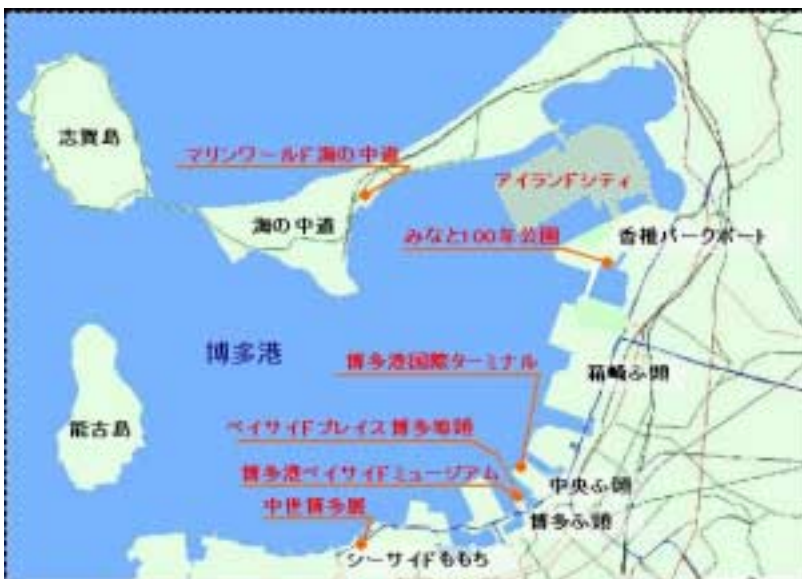 志賀島
マリンワールド海の中道
アイランドシティ
海の中道
みなと100年公園
香椎パークポート
博多港
博多港国際ターミナル
箱崎ふ頭
能古島
ベイサイドプレイス博多埠頭
博多港ベイサイドミュージアム
中央ふ頭
中世博多展
博多ふ頭
シーサイドももち